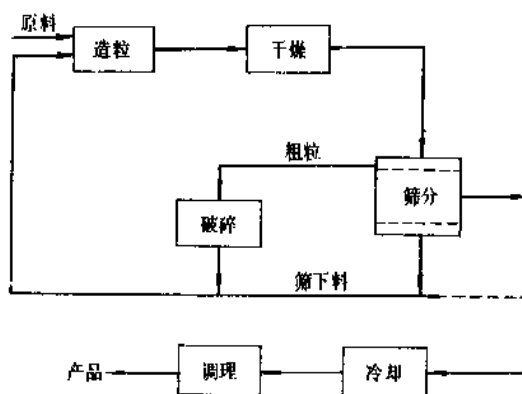 原料
造粒
干燥
粗粒
筛分
破碎
筛下料
产品
调理
冷却